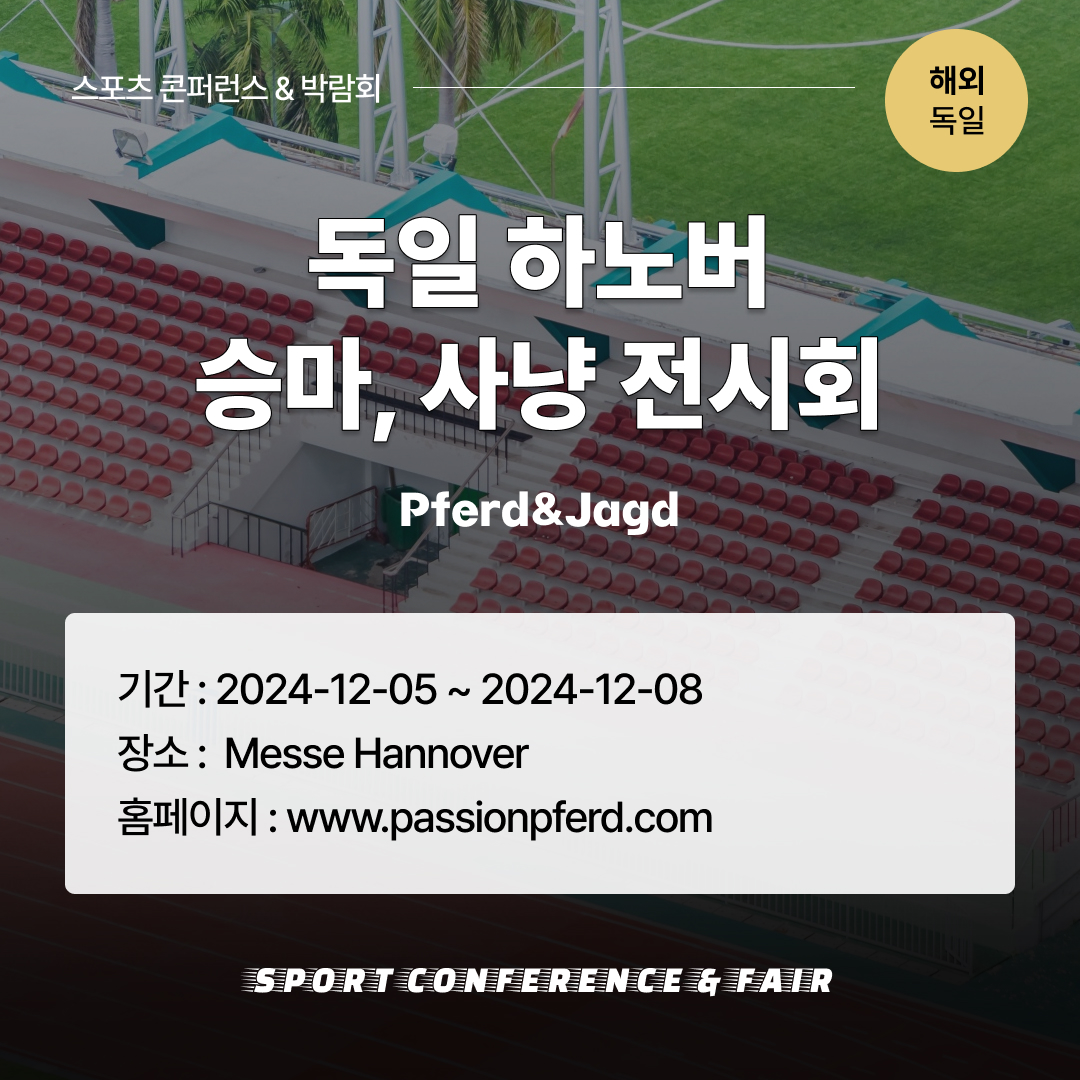 스포츠 콘퍼런스 & 박람회
해외
독일
독일 하노버
승마, 사냥 전시회
Pferd&Jagd
기간 : 2024-12-05 ~ 2024-12-08
장소 : Messe Hannover
홈페이지 : www.passionpferd.com
SPORT CONFERENCE & FAIR